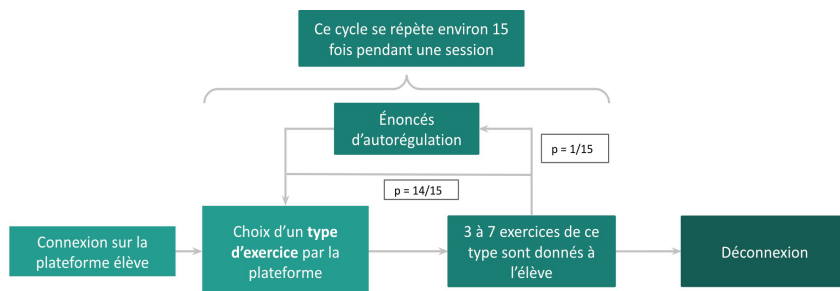 Ce cycle se répète environ 15
fois pendant une session
Énoncés
d'autorégulation
p = 1/15
p = 14/15
Connexion sur la
plateforme élève
Choix d'un type
d'exercice par la
plateforme
3 à 7 exercices de ce
type sont donnés à
l'élève
Déconnexion